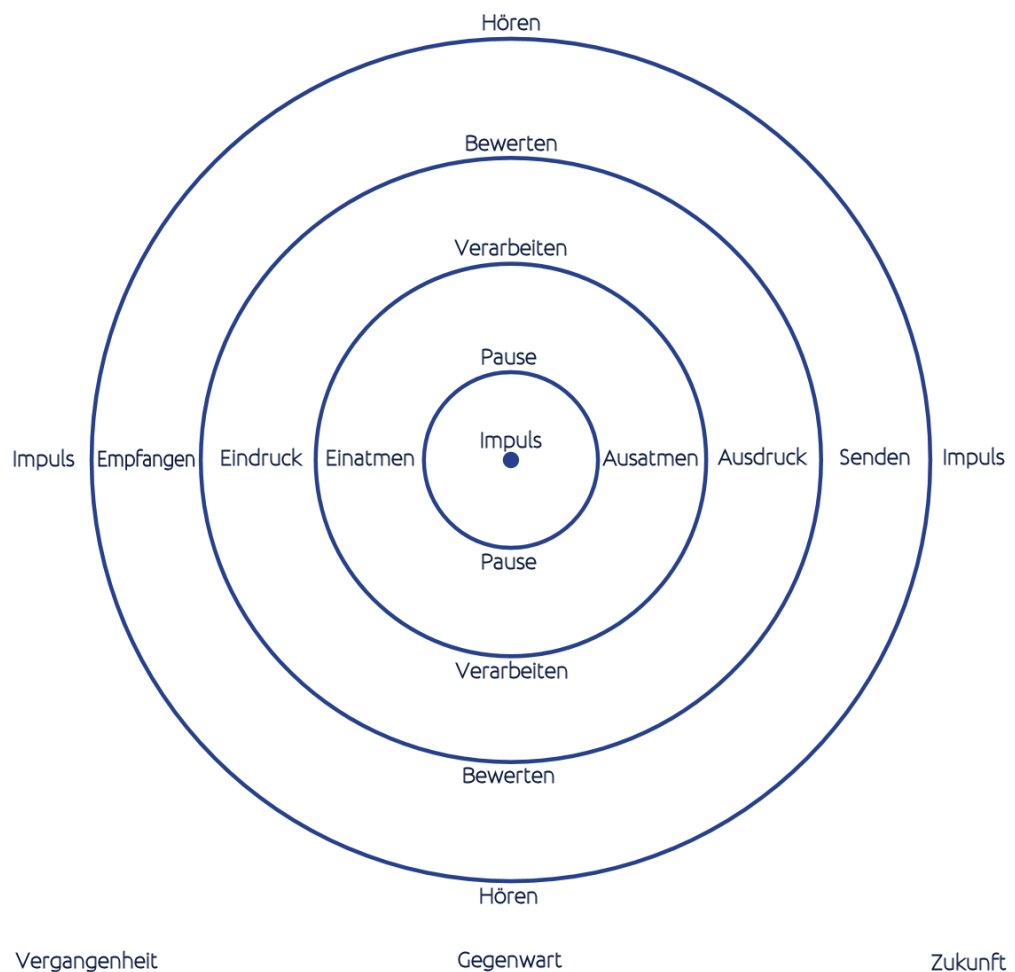 Hören
Bewerten
Verarbeiten
Pause
Impuls
Impuls Empfangen Eindruck Einatmen Ausatmen Ausdruck Senden Impuls
Pause
Verarbeiten
Bewerten
Hören
Vergangenheit Gegenwart Zukunft